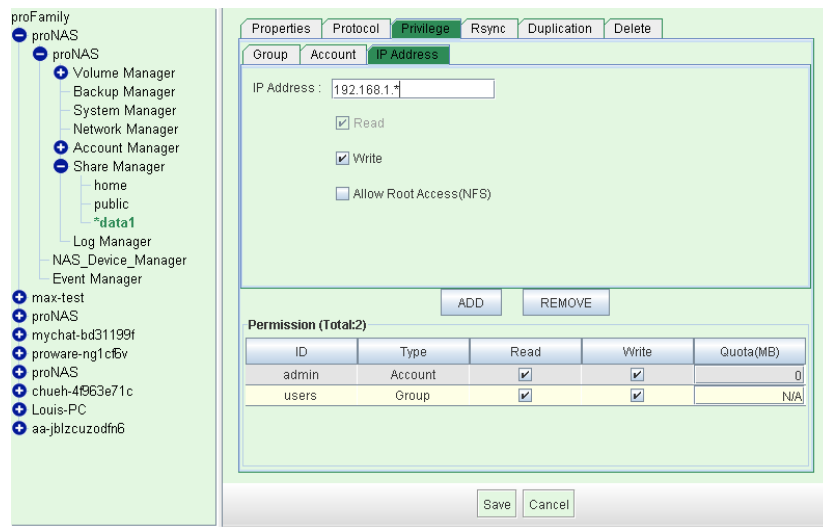 proFamily
proNAS
proNAS
Volume Manager
Backup Manager
System Manager
Network Manager
Account Manager
Share Manager
home
public
*data1
Log Manager
NAS_Device_Manager
Event Manager
max-test
proNAS
mychat-bd31199f
proware-ng1cf6v
proNAS
chueh-4f963e71c
Louis-PC
aa-jblzcuzodfn6
Properties Protocol Privilege Rsync Duplication Delete
Group Account IP Address
IP Address : 192.168.1.*
Read
Write
Allow Root Access(NFS)
ADD REMOVE
Permission (Total:2)
ID Type Read Write Quota(MB)
admin Account 0
users Group N/A
Save Cancel